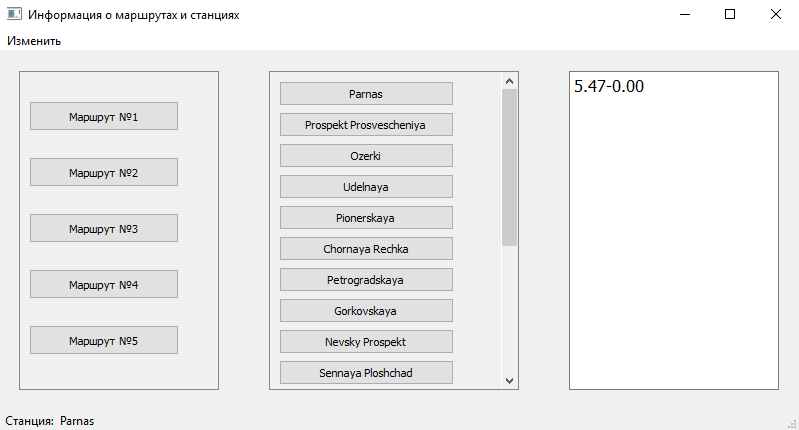 Информация о маршрутах и станциях
Изменить
Маршрут №1
Маршрут №2
Маршрут №3
Маршрут №4
Маршрут №5
Parnas
Prospekt Prosvescheniya
Ozerki
Udelnaya
Pionerskaya
Chornaya Rechka
Petrogradskaya
Gorkovskaya
Nevsky Prospekt
Sennaya Ploshchad
5.47-0.00
Станция: Parnas